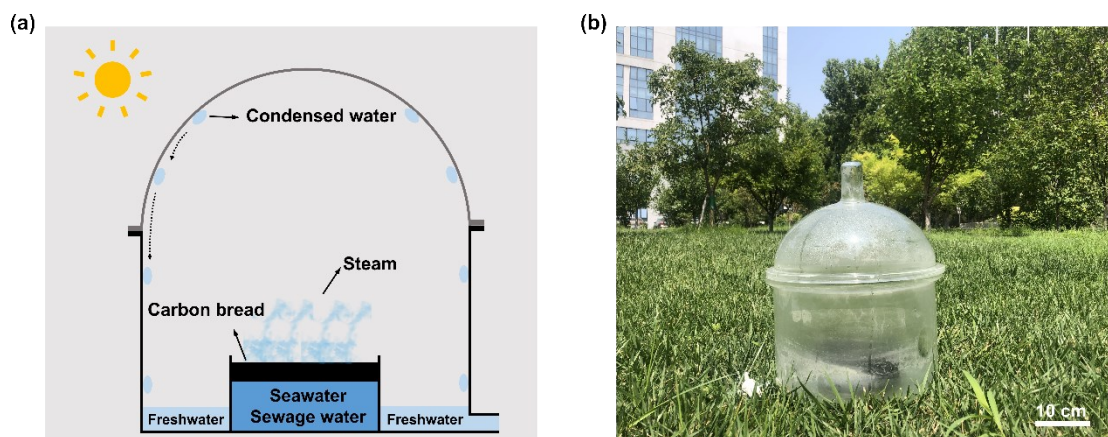 (a)
Condensed water
Steam
Carbon bread
Seawater
Sewage water
Freshwater
Freshwater
(b)
10 cm